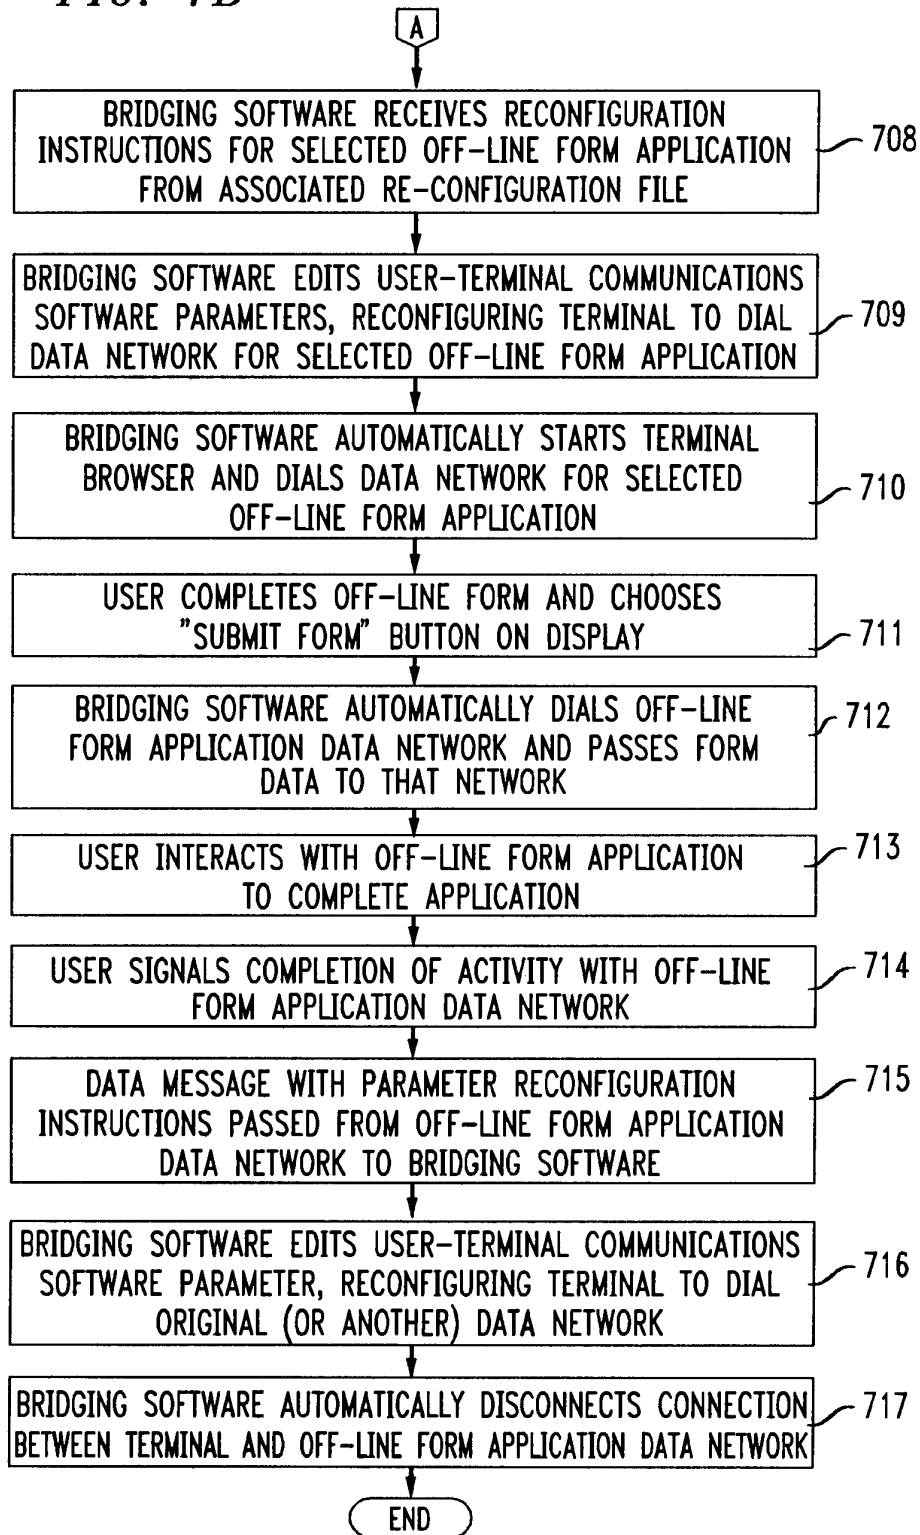 FIG. 7B
A
BRIDGING SOFTWARE RECEIVES RECONFIGURATION
INSTRUCTIONS FOR SELECTED OFF-LINE FORM APPLICATION
FROM ASSOCIATED RE-CONFIGURATION FILE
708
BRIDGING SOFTWARE EDITS USER-TERMINAL COMMUNICATIONS
SOFTWARE PARAMETERS, RECONFIGURING TERMINAL TO DIAL
DATA NETWORK FOR SELECTED OFF-LINE FORM APPLICATION
709
BRIDGING SOFTWARE AUTOMATICALLY STARTS TERMINAL
BROWSER AND DIALS DATA NETWORK FOR SELECTED
OFF-LINE FORM APPLICATION
710
USER COMPLETES OFF-LINE FORM AND CHOOSES
"SUBMIT FORM" BUTTON ON DISPLAY
711
BRIDGING SOFTWARE AUTOMATICALLY DIALS OFF-LINE
FORM APPLICATION DATA NETWORK AND PASSES FORM
DATA TO THAT NETWORK
712
USER INTERACTS WITH OFF-LINE FORM APPLICATION
TO COMPLETE APPLICATION
713
USER SIGNALS COMPLETION OF ACTIVITY WITH OFF-LINE
FORM APPLICATION DATA NETWORK
714
DATA MESSAGE WITH PARAMETER RECONFIGURATION
INSTRUCTIONS PASSED FROM OFF-LINE FORM APPLICATION
DATA NETWORK TO BRIDGING SOFTWARE
715
BRIDGING SOFTWARE EDITS USER-TERMINAL COMMUNICATIONS
SOFTWARE PARAMETER, RECONFIGURING TERMINAL TO DIAL
ORIGINAL (OR ANOTHER) DATA NETWORK
716
BRIDGING SOFTWARE AUTOMATICALLY DISCONNECTS CONNECTION
BETWEEN TERMINAL AND OFF-LINE FORM APPLICATION DATA NETWORK
717
END